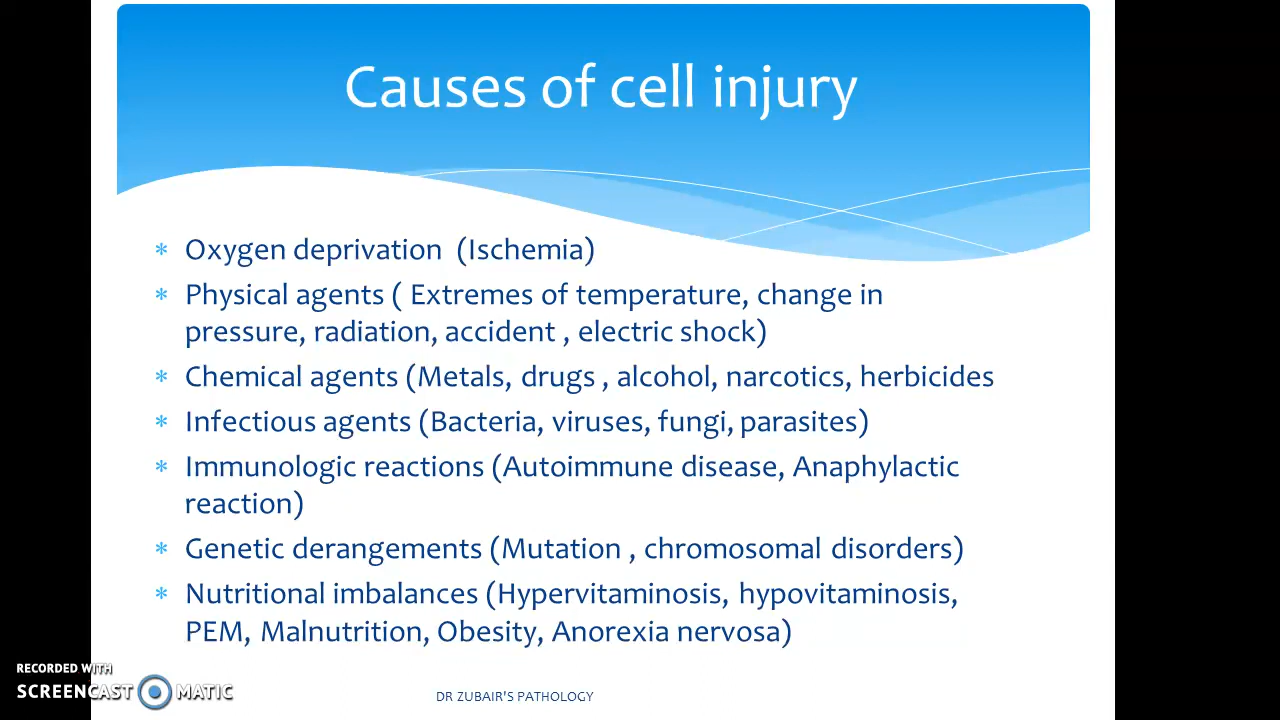 Causes of cell injury
* Oxygen deprivation (Ischemia)
* Physical agents ( Extremes of temperature, change in
pressure, radiation, accident , electric shock)
* Chemical agents (Metals, drugs , alcohol, narcotics, herbicides
* Infectious agents (Bacteria, viruses, fungi, parasites)
* Immunologic reactions (Autoimmune disease, Anaphylactic
reaction)
* Genetic derangements (Mutation , chromosomal disorders)
* Nutritional imbalances (Hypervitaminosis, hypovitaminosis,
PEM, Malnutrition, Obesity, Anorexia nervosa)
RECORDED WITH
SCREENCAST MATIC
DR ZUBAIR'S PATHOLOGY